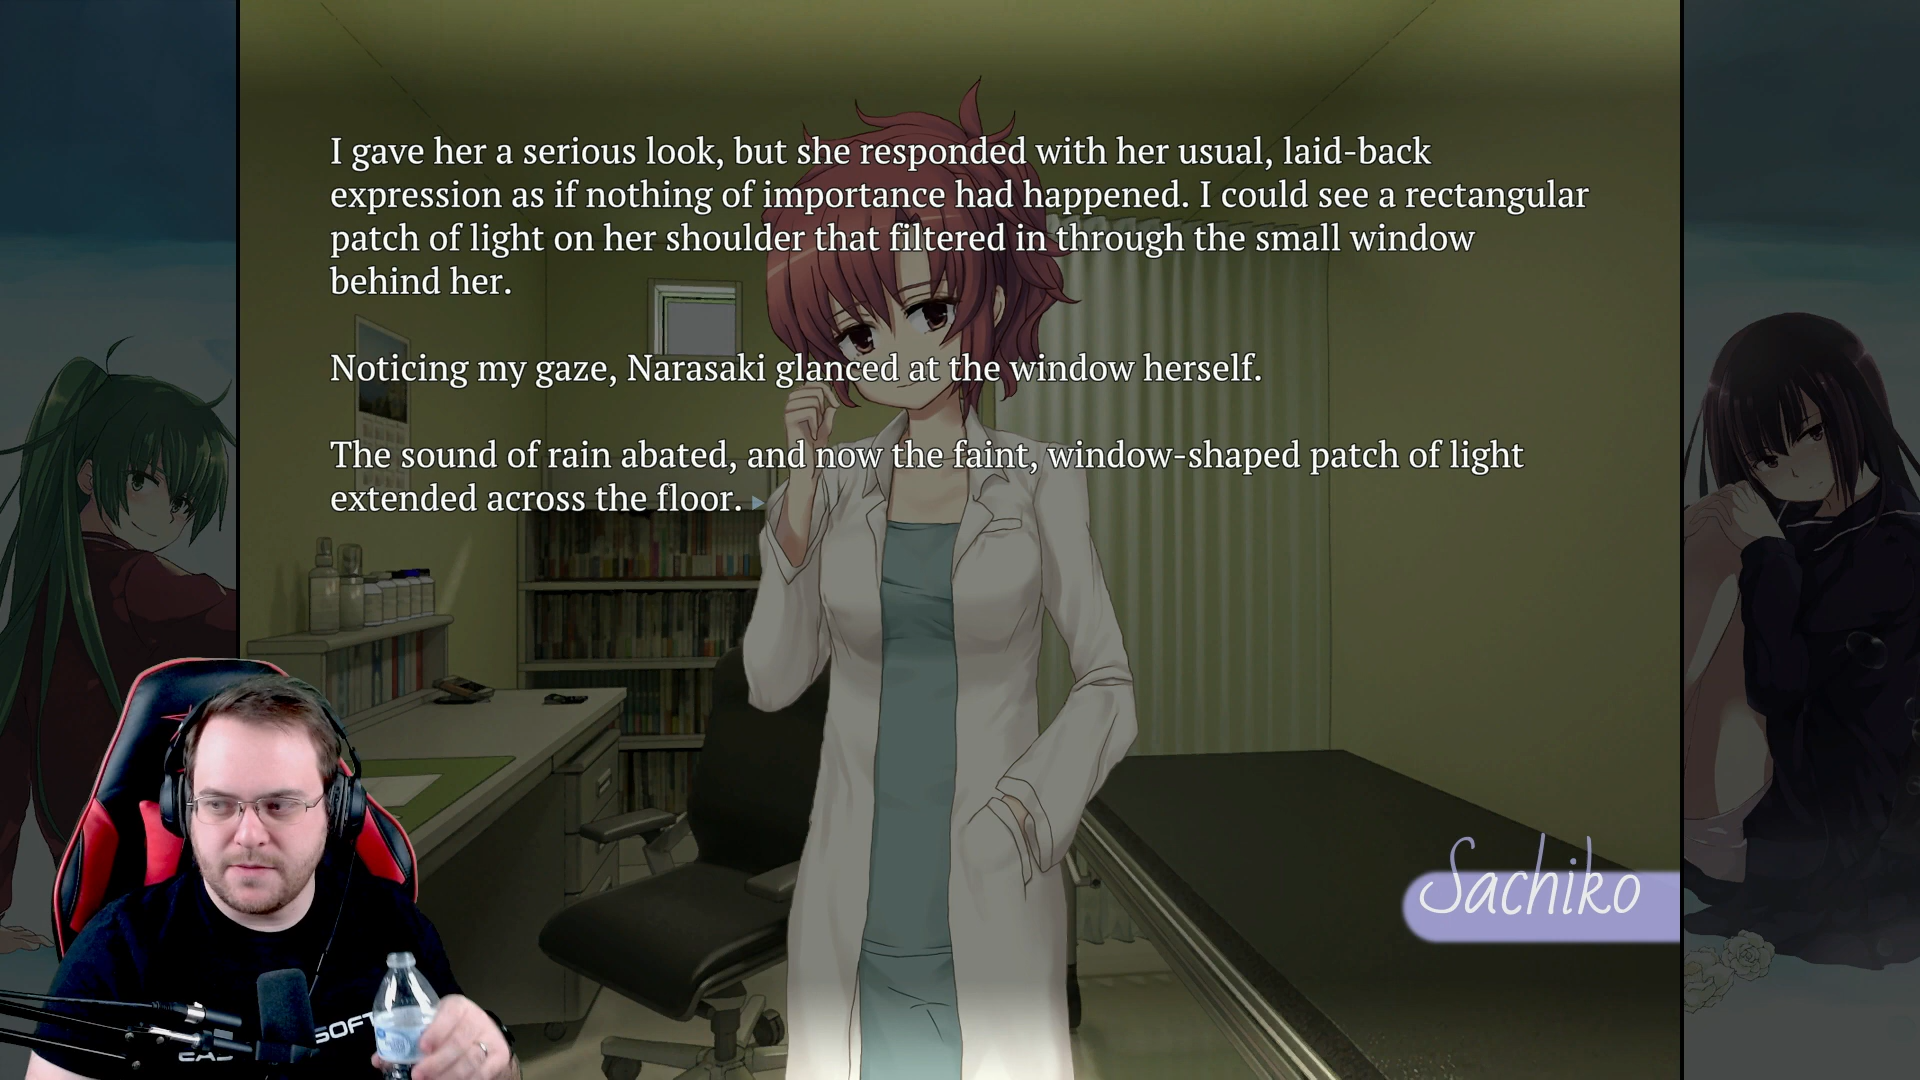 I gave her a serious look, but she responded with her usual, laid-back
expression as if nothing of importance had happened. I could see a rectangular
patch of light on her shoulder that filtered in through the small window
behind her.
Noticing my gaze, Narasaki glanced at the window herself.
The sound of rain abated, and now the faint, window-shaped patch of light
extended across the floor.
Sachiko